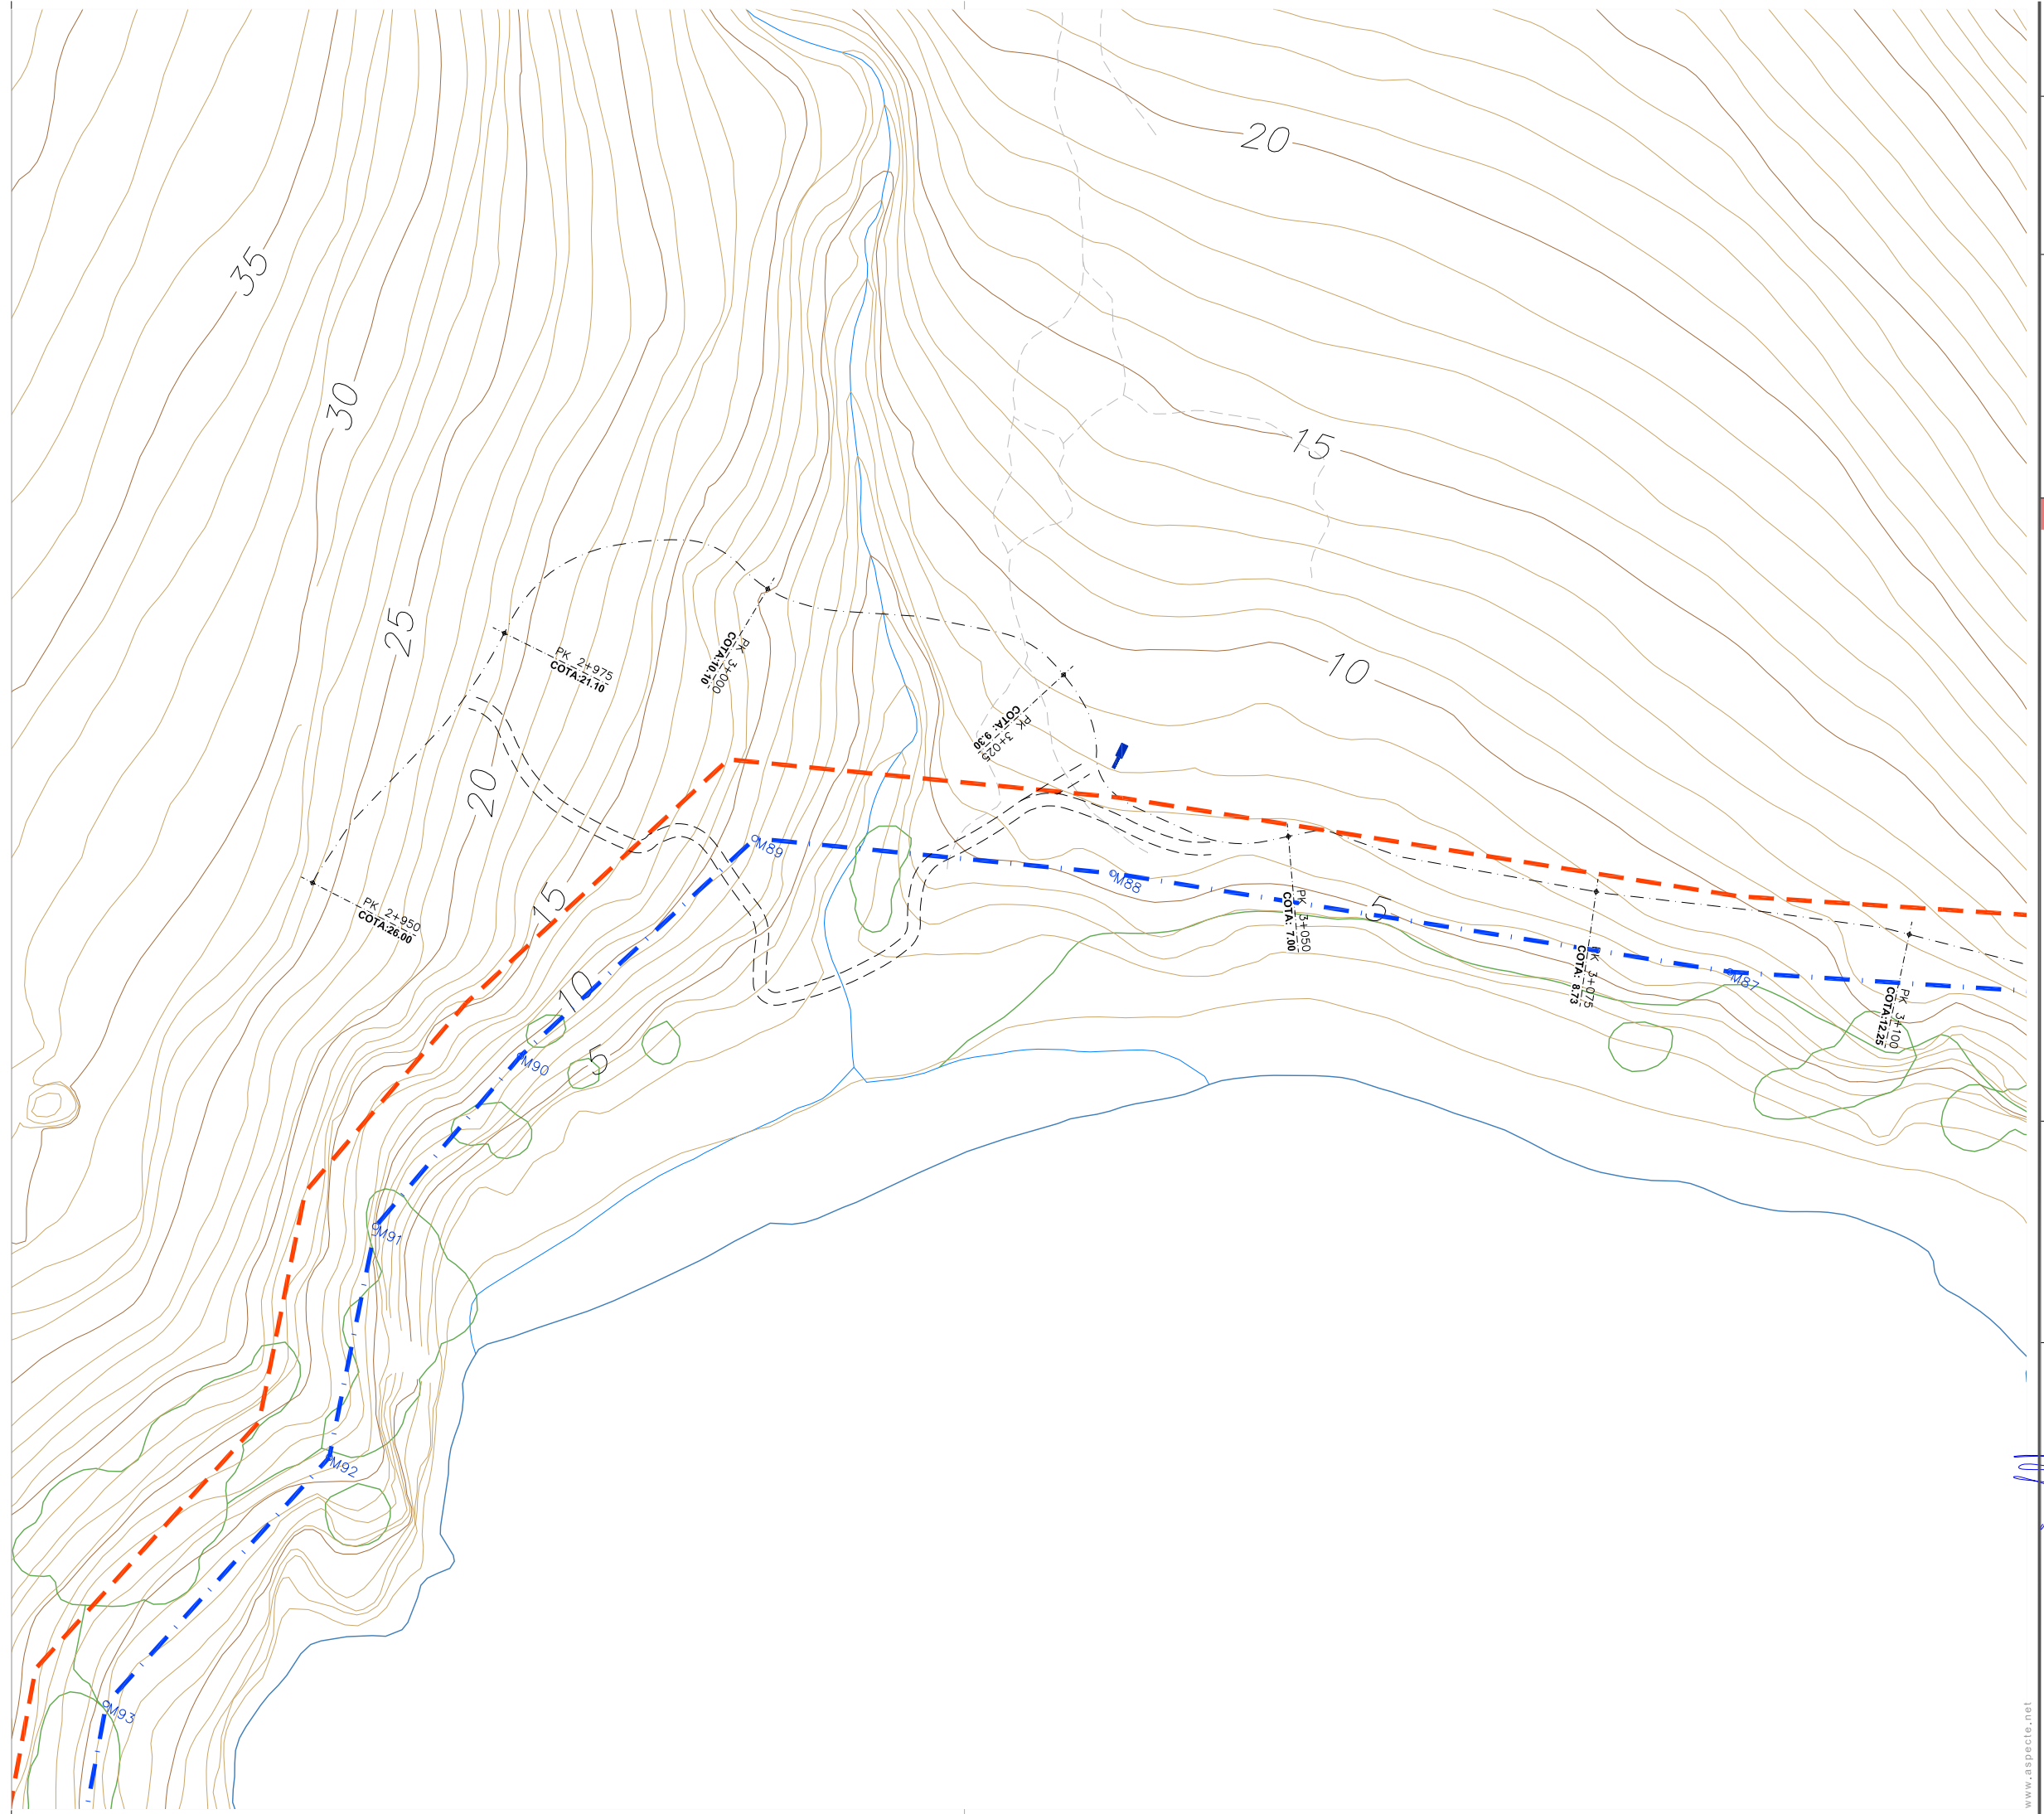 20
35
30
15
25
10
PK 2+975
COTA:21.10
PK 3+000
COTA:10.10
PK 3+025
COTA: 9.30
20
M89
M88
15
5
PK 2+950
COTA:26.00
PK 3+050
COTA: 7.00
PK 3+075
COTA: 8.73
M87
10
PK 3+100
COTA:12.25
M90
5
M91
M92
M93
www.aspecte.net